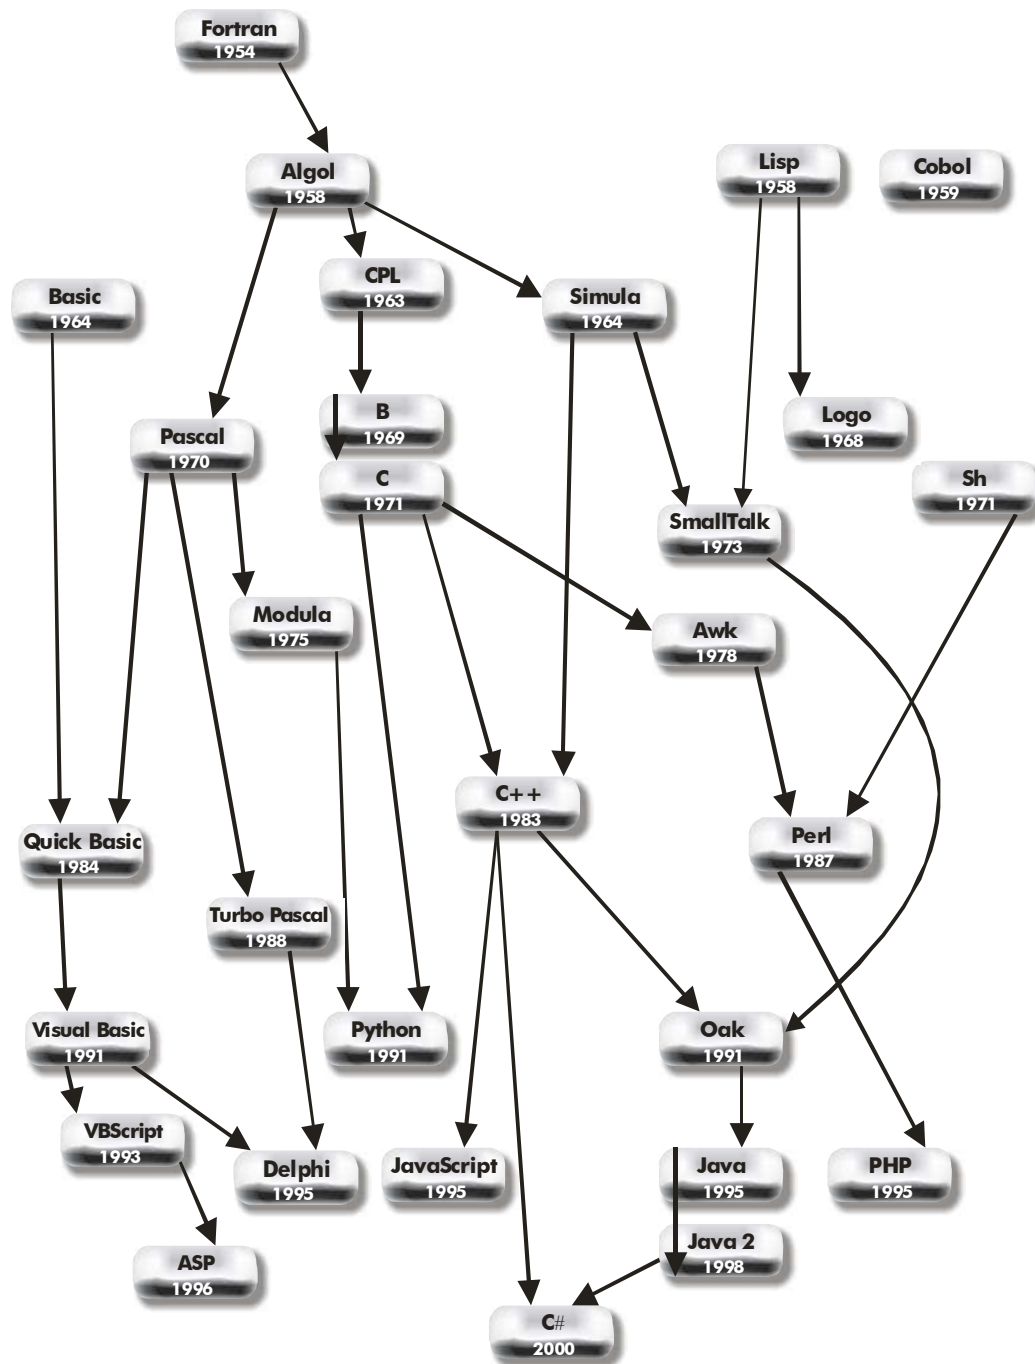 Fortran
1954
Algol
1958
Lisp
1958
Cobol
1959
CPL
1963
Basic
1964
Simula
1964
B
1969
Logo
1968
Pascal
1970
C
1971
Sh
1971
SmallTalk
1973
Modula
1975
Awk
1978
C++
1983
Quick Basic
1984
Perl
1987
Turbo Pascal
1988
Visual Basic
1991
Python
1991
Oak
1991
VBScript
1993
Delphi
1995
JavaScript
1995
Java
1995
PHP
1995
ASP
1996
Java 2
1998
C#
2000